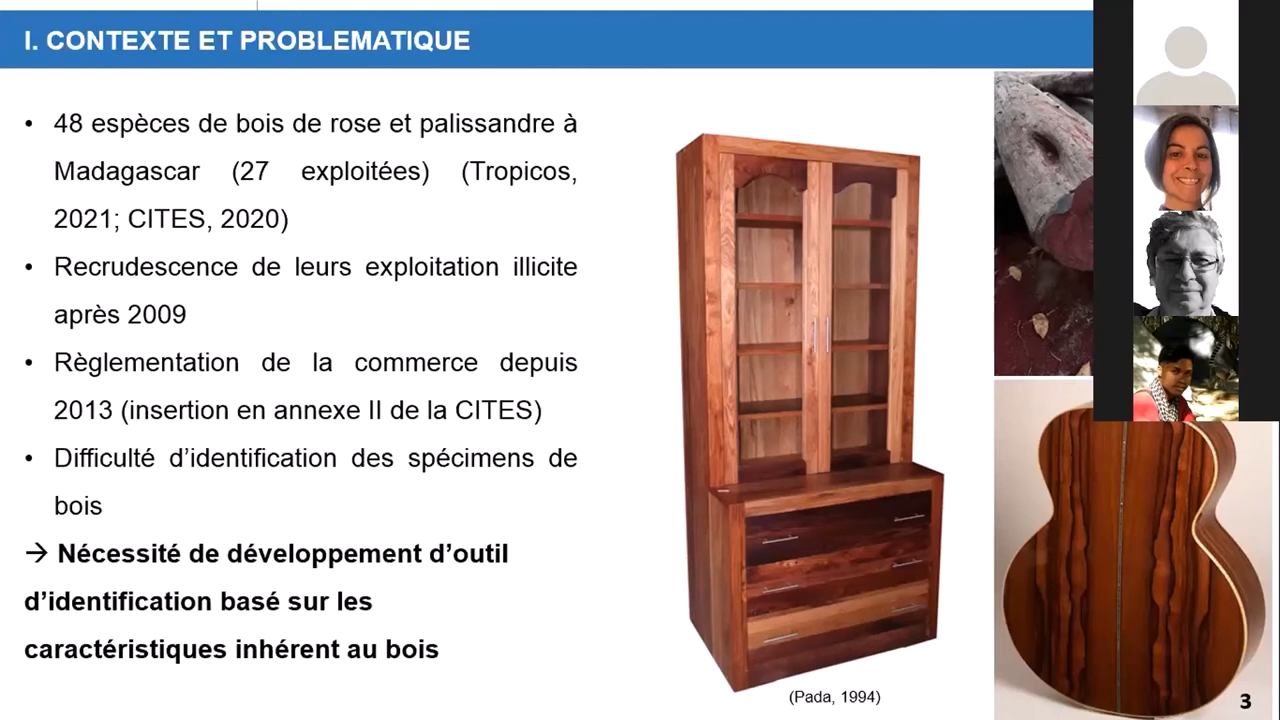 I. CONTEXTE ET PROBLEMATIQUE
• 48 espèces de bois de rose et palissandre à
Madagascar (27 exploitées) (Tropicos,
2021; CITES, 2020)
• Recrudescence de leurs exploitation illicite
après 2009
• Règlementation de la commerce depuis
2013 (insertion en annexe II de la CITES)
• Difficulté d’identification des spécimens de
bois
→ Nécessité de développement d’outil
d’identification basé sur les
caractéristiques inhérent au bois
(Pada, 1994)
3